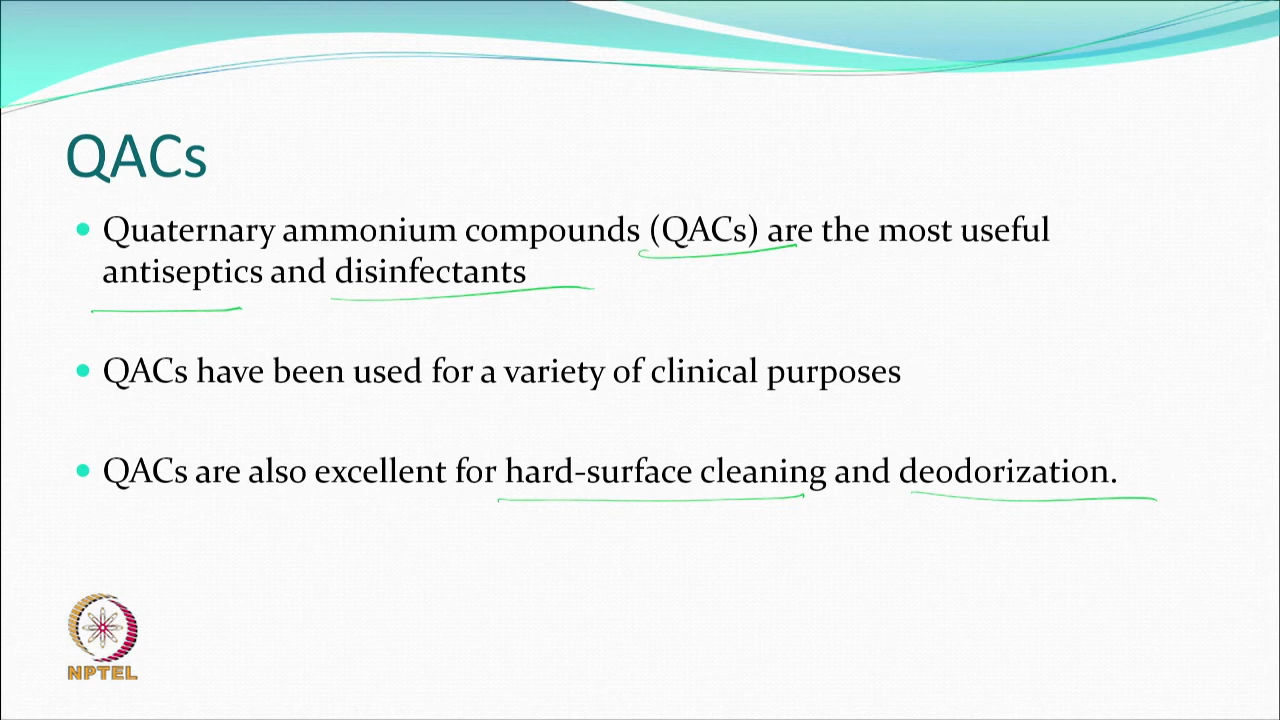 QACs
Quaternary ammonium compounds (QACs) are the most useful
antiseptics and disinfectants
QACs have been used for a variety of clinical purposes
QACs are also excellent for hard-surface cleaning and deodorization.
NPTEL